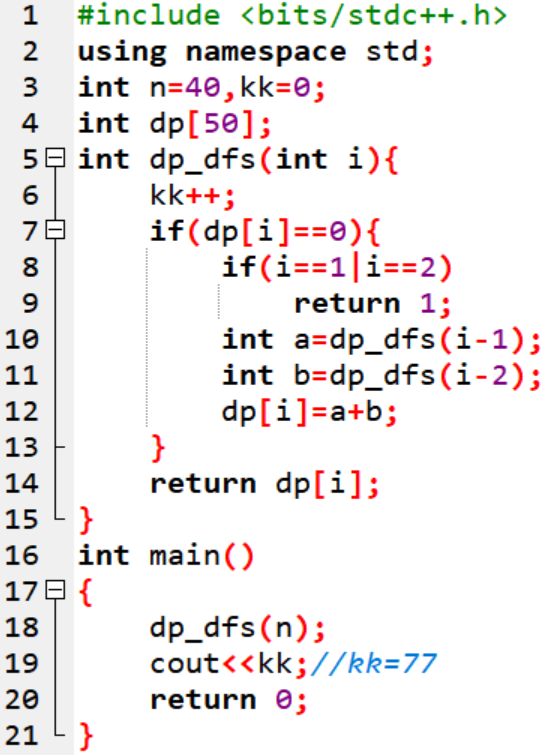 1 #include <bits/stdc++.h>
2 using namespace std;
3 int n=40,kk=0;
4 int dp[50];
5 int dp_dfs(int i){
6 kk++;
7 if(dp[i]==0){
8 if(i==1|i==2)
9 return 1;
10 int a=dp_dfs(i-1);
11 int b=dp_dfs(i-2);
12 dp[i]=a+b;
13 }
14 return dp[i];
15 }
16 int main()
17 {
18 dp_dfs(n);
19 cout<<kk;//kk=77
20 return 0;
21 }